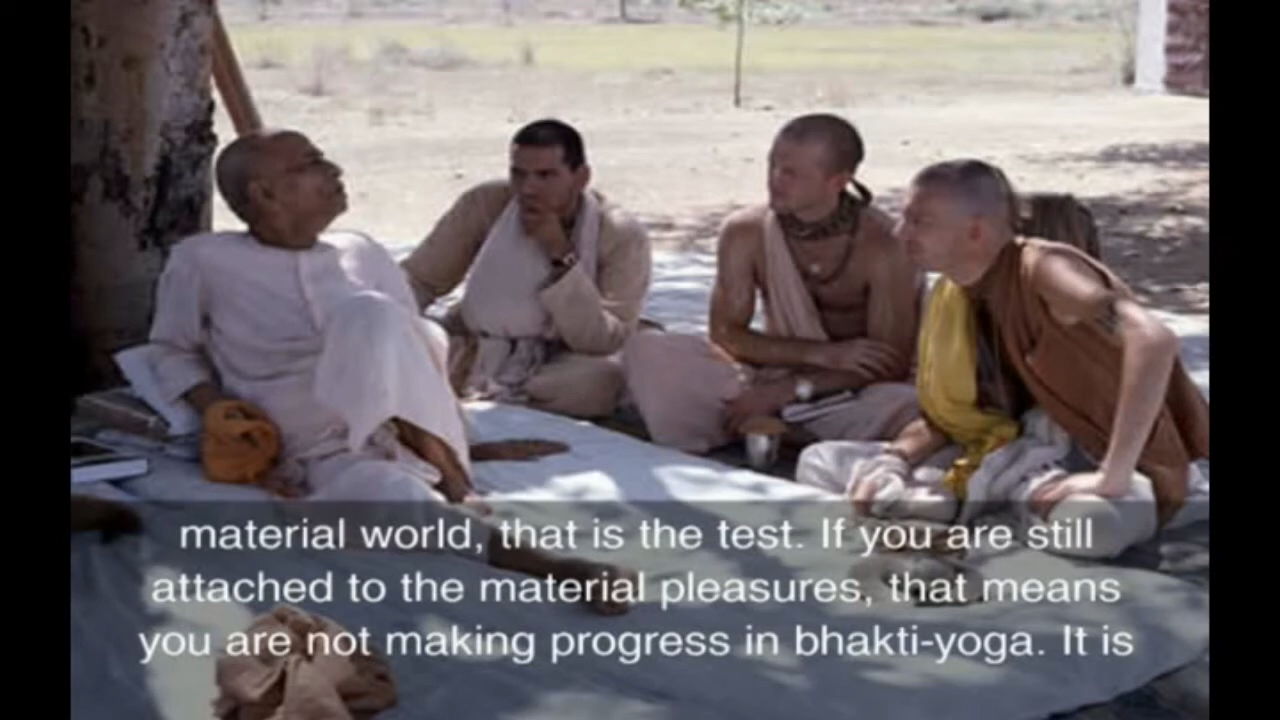 material world, that is the test. If you are still
attached to the material pleasures, that means
you are not making progress in bhakti-yoga. It is